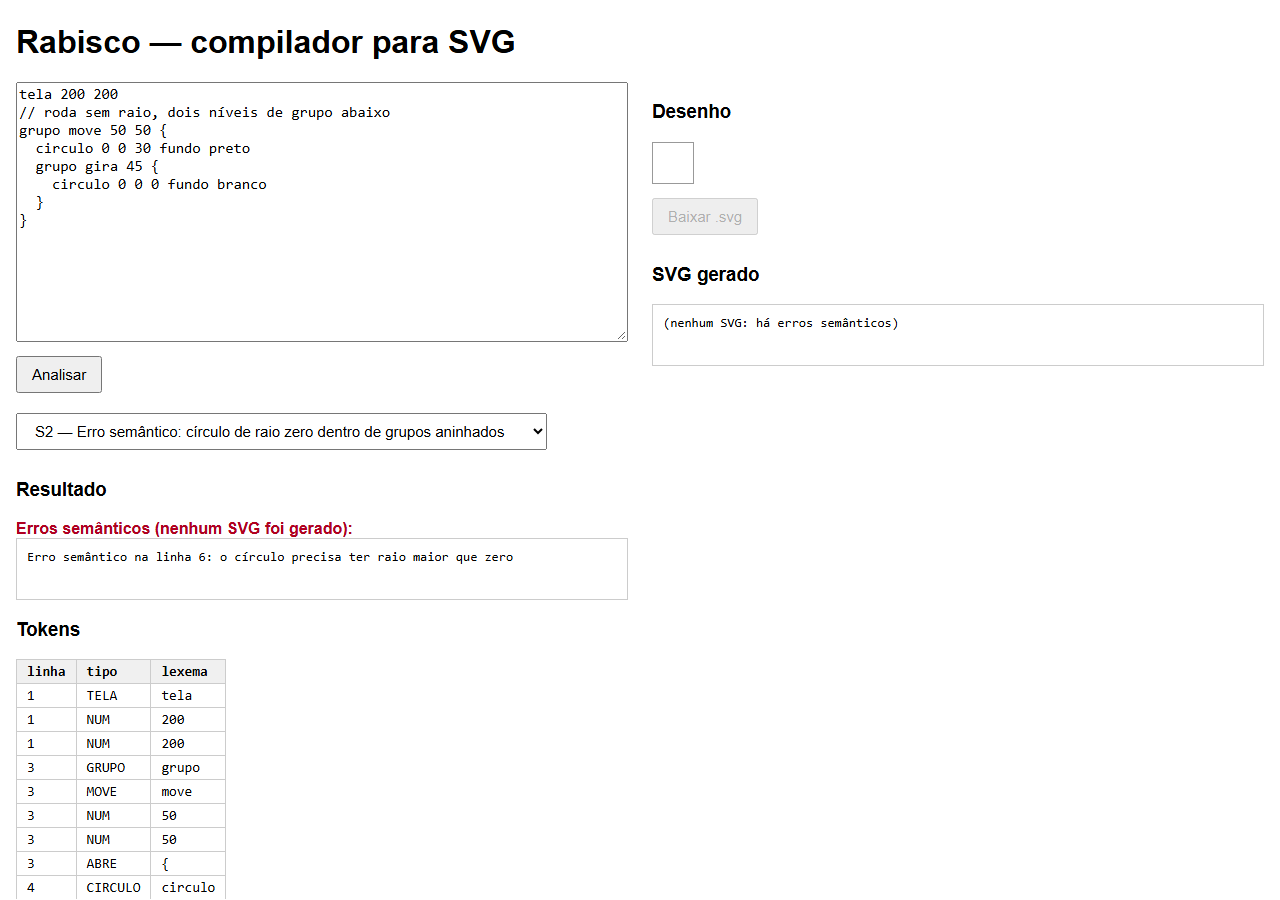 Rabisco — compilador para SVG
tela 200 200
// roda sem raio, dois níveis de grupo abaixo
grupo move 50 50 {
  circulo 0 0 30 fundo preto
  grupo gira 45 {
    circulo 0 0 0 fundo branco
  }
}
Analisar
S2 — Erro semântico: círculo de raio zero dentro de grupos aninhados
Resultado
Erros semânticos (nenhum SVG foi gerado):
Erro semântico na linha 6: o círculo precisa ter raio maior que zero
Tokens
linha tipo lexema
1 TELA tela
1 NUM 200
1 NUM 200
3 GRUPO grupo
3 MOVE move
3 NUM 50
3 NUM 50
3 ABRE {
4 CIRCULO circulo
Desenho
Baixar .svg
SVG gerado
(nenhum SVG: há erros semânticos)